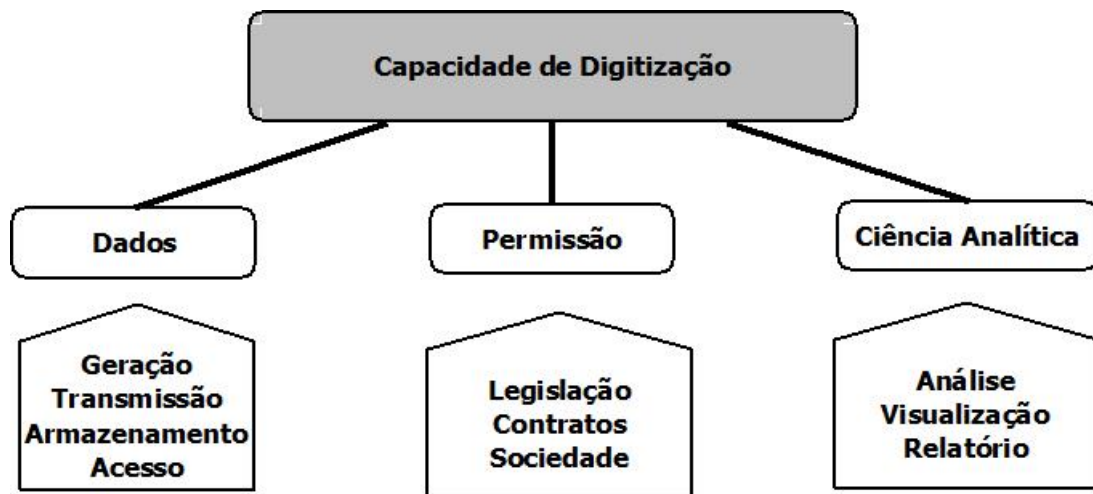 Capacidade de Digitização
Dados
Permissão
Ciência Analítica
Geração
Transmissão
Armazenamento
Acesso
Legislação
Contratos
Sociedade
Análise
Visualização
Relatório